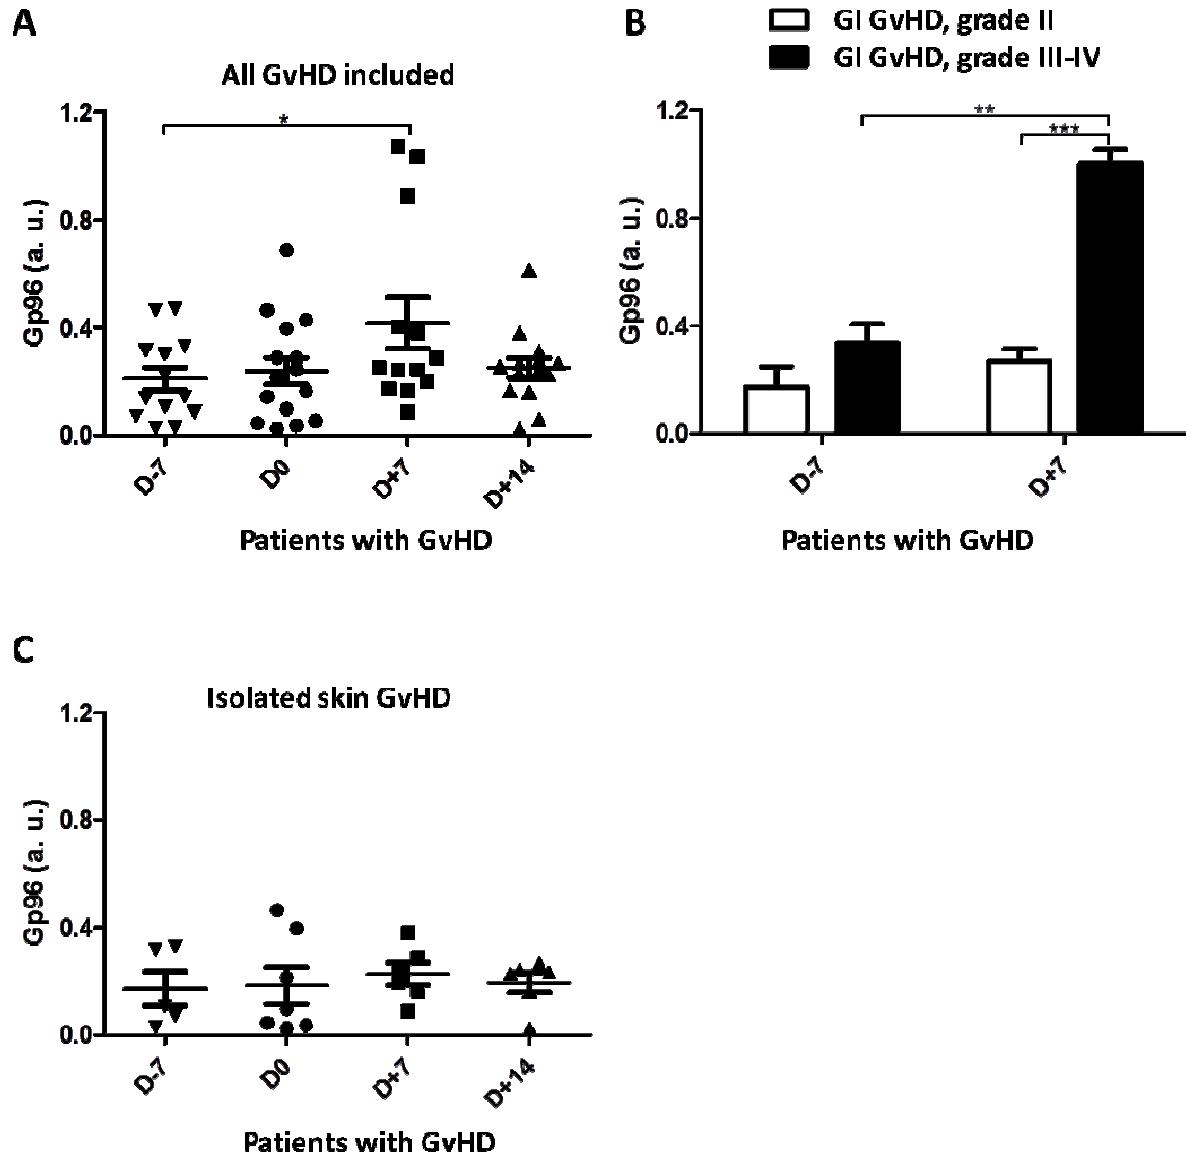 A
All GvHD included
*
Gp96 (a. u.)
1.2
0.8
0.4
0.0
D-7
D0
D+7
D+14
Patients with GvHD
B
GI GvHD, grade II
GI GvHD, grade III-IV
**
***
Gp96 (a. u.)
1.2
0.8
0.4
0.0
D-7
D+7
Patients with GvHD
C
Isolated skin GvHD
Gp96 (a. u.)
1.2
0.8
0.4
0.0
D-7
D0
D+7
D+14
Patients with GvHD